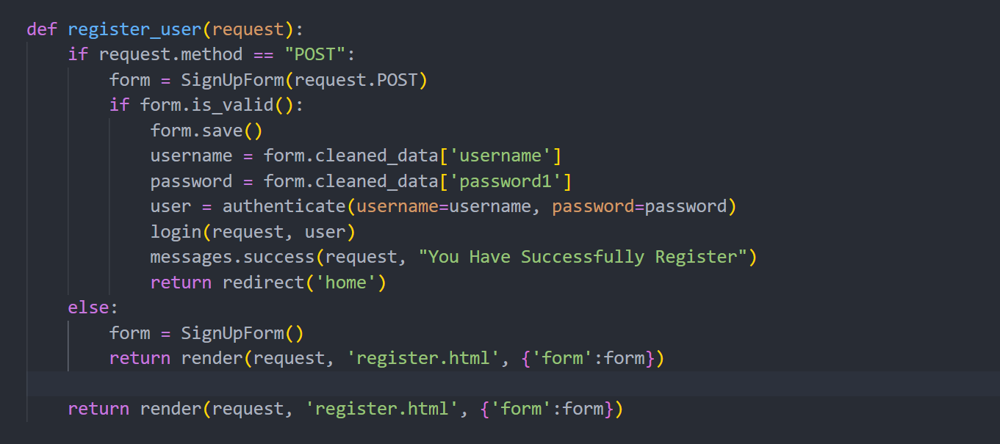 def register_user(request):
    if request.method == "POST":
        form = SignUpForm(request.POST)
        if form.is_valid():
            form.save()
            username = form.cleaned_data['username']
            password = form.cleaned_data['password1']
            user = authenticate(username=username, password=password)
            login(request, user)
            messages.success(request, "You Have Successfully Register")
            return redirect('home')
    else:
        form = SignUpForm()
        return render(request, 'register.html', {'form':form})
    return render(request, 'register.html', {'form':form})